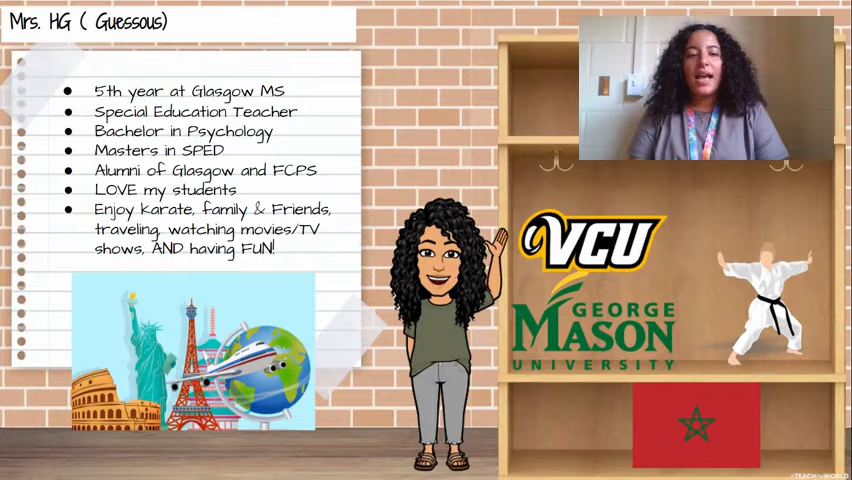 Mrs. HG ( Guessous)
5th year at Glasgow MS
Special Education Teacher
Bachelor in Psychology
Masters in SPED
Alumni of Glasgow and FCPS
LOVE my students
Enjoy karate, family & Friends,
traveling, watching movies/TV
shows, AND having FUN!
VCU
GEORGE
MASON
UNIVERSITY